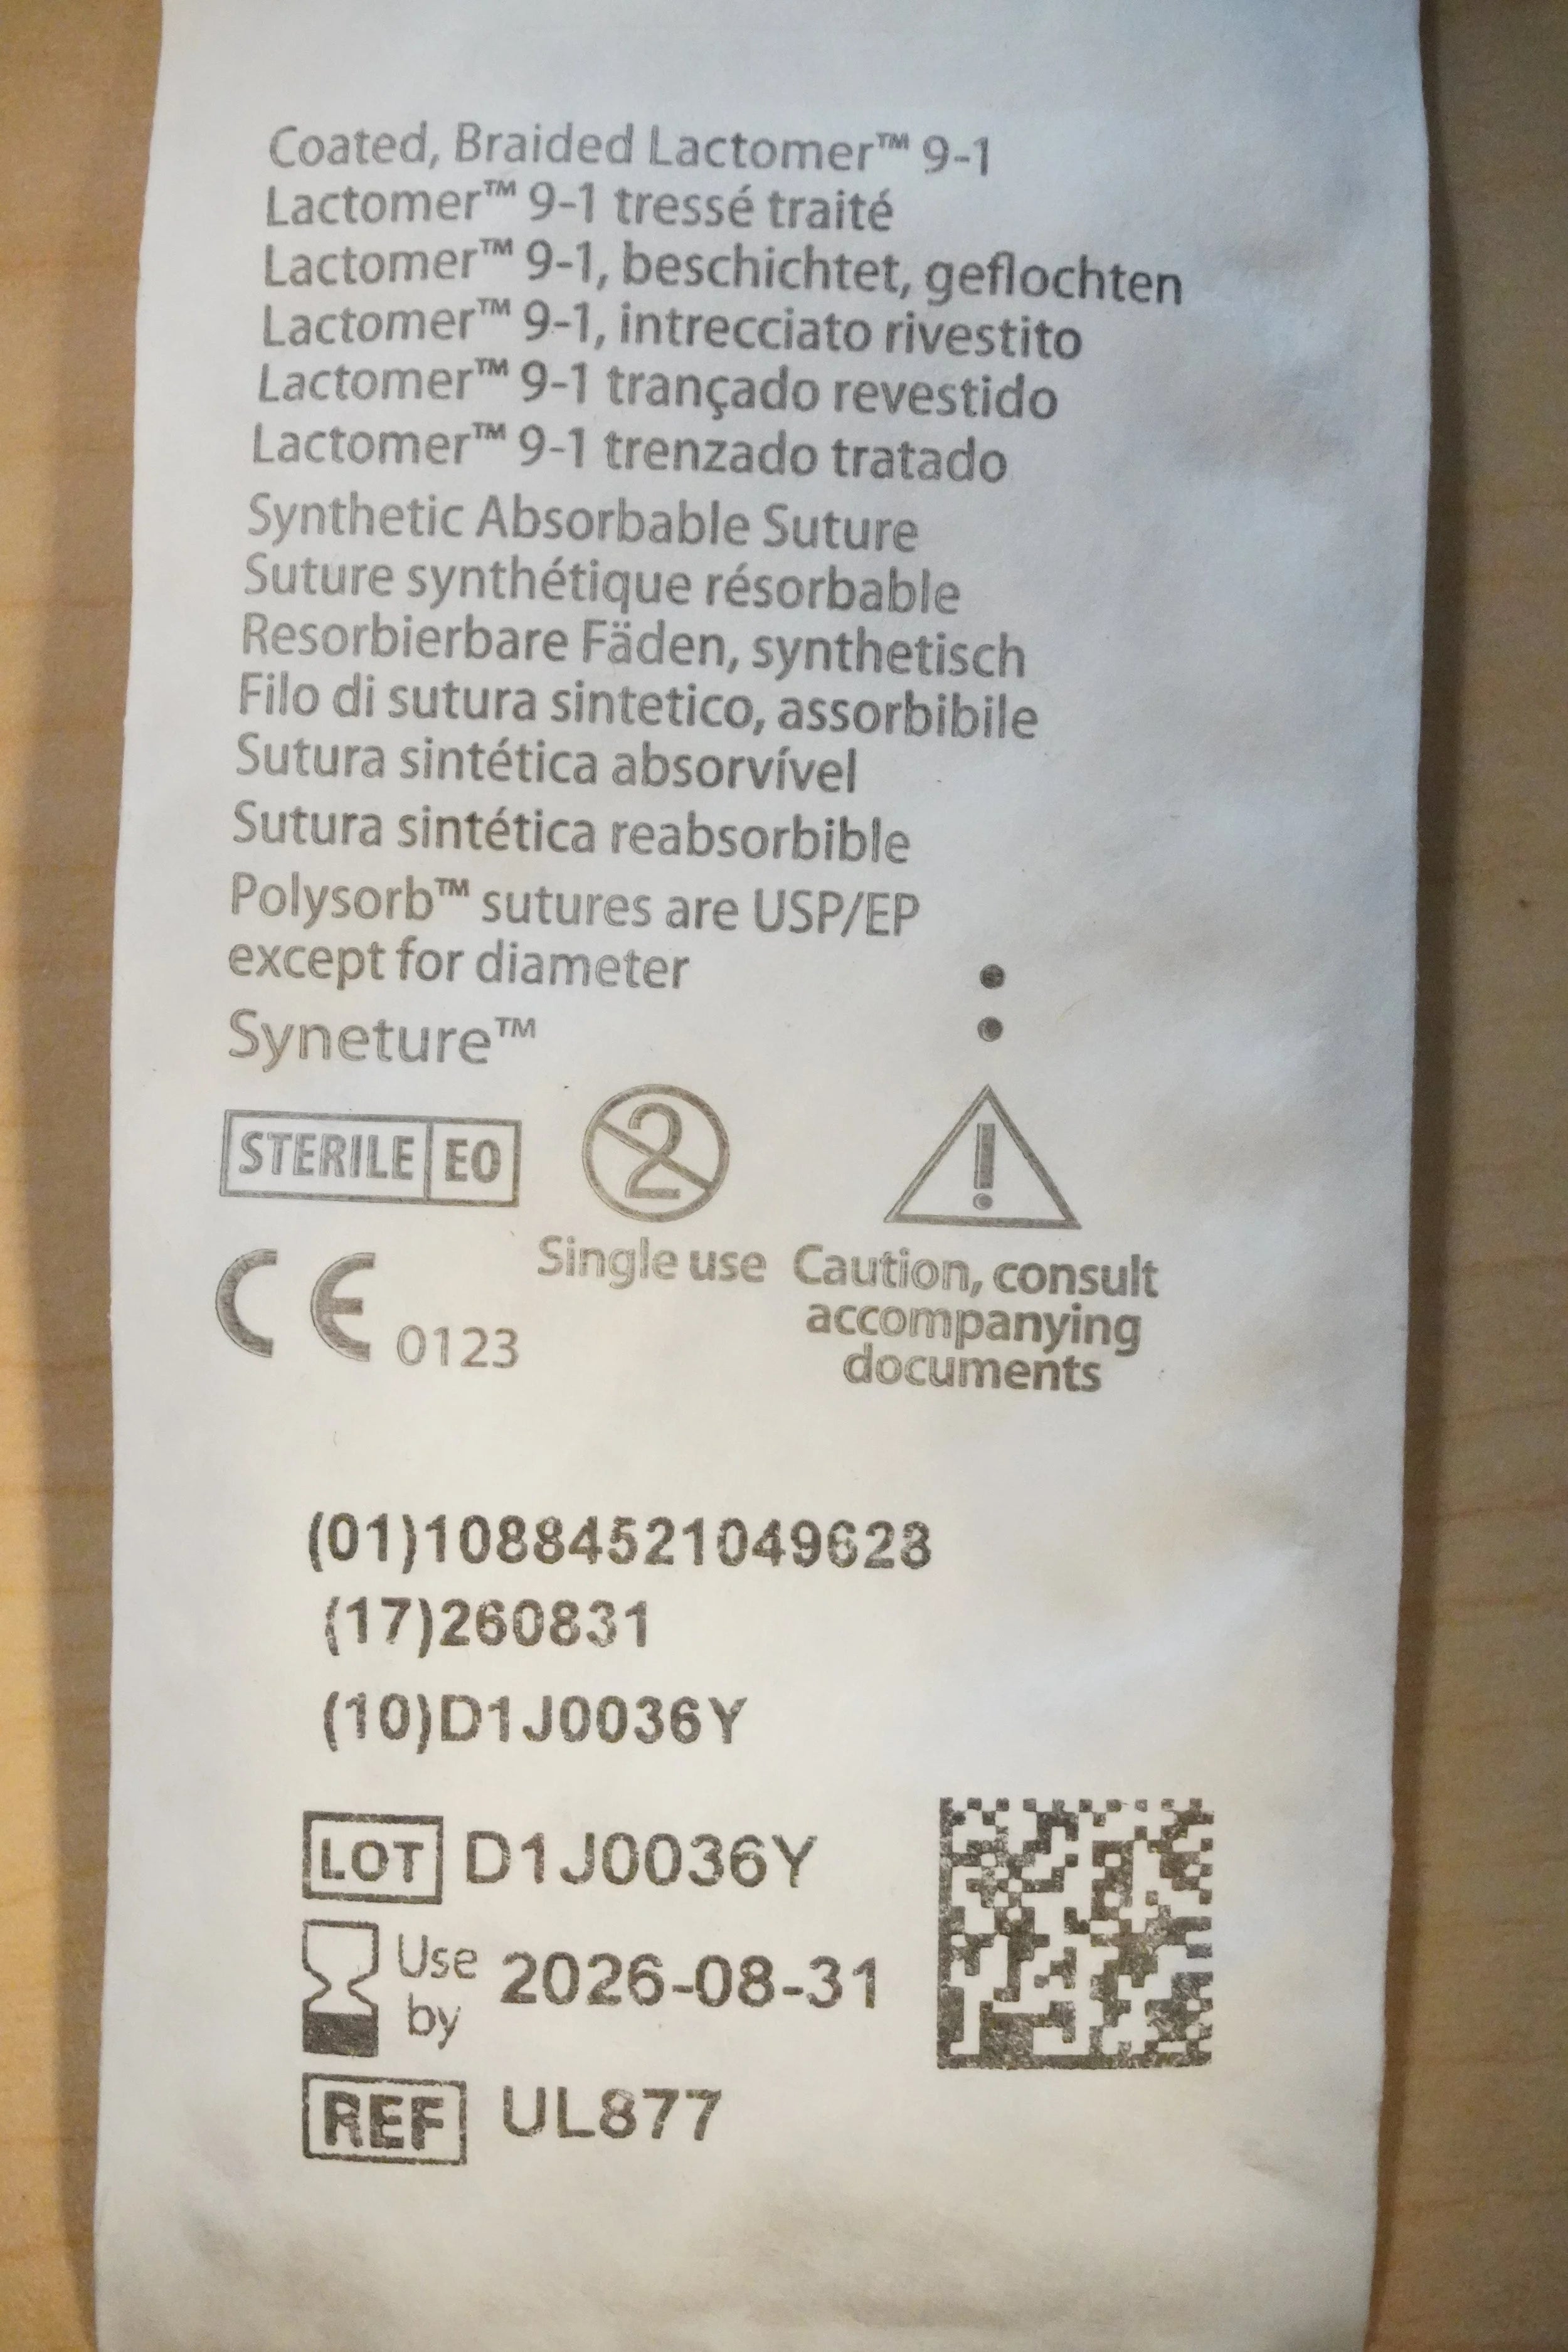 Coated, Braided Lactomer™ 9-1
Lactomer™ 9-1 tressé traité
Lactomer™ 9-1, beschichtet, geflochten
Lactomer™ 9-1, intrecciato rivestito
Lactomer™ 9-1 trançado revestido
Lactomer™ 9-1 trenzado tratado
Synthetic Absorbable Suture
Suture synthétique résorbable
Resorbierbare Fäden, synthetisch
Filo di sutura sintetico, assorbibile
Sutura sintética absorvível
Sutura sintética reabsorbible
Polysorb™ sutures are USP/EP
except for diameter
Syneture™
STERILE EO
2
!
CE 0123
Single use
Caution, consult
accompanying
documents
(01)10884521049628
(17)260831
(10)D1J0036Y
LOT D1J0036Y
Use
by 2026-08-31
REF UL877